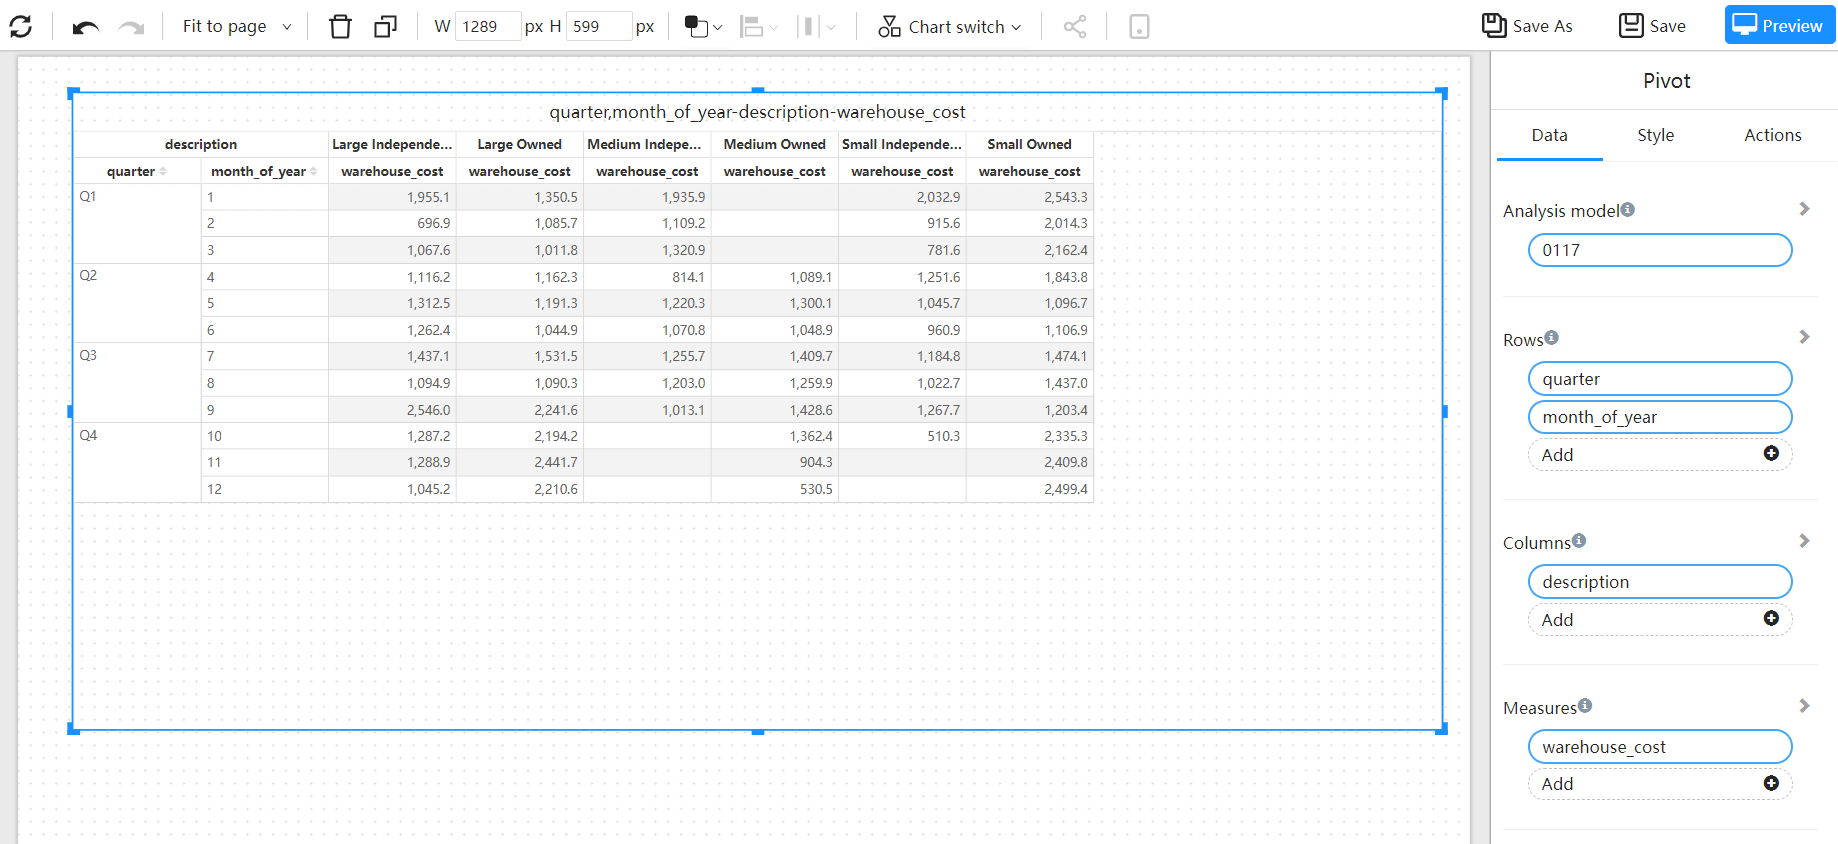 Fit to page W 1289 px H 599 px Chart switch Save As Save Preview
quarter,month_of_year-description-warehouse_cost
description Large Independe... Large Owned Medium Indepe... Medium Owned Small Independe... Small Owned
quarter month_of_year warehouse_cost warehouse_cost warehouse_cost warehouse_cost warehouse_cost warehouse_cost
Q1 1 1,955.1 1,350.5 1,935.9 2,032.9 2,543.3
2 696.9 1,085.7 1,109.2 915.6 2,014.3
3 1,067.6 1,011.8 1,320.9 781.6 2,162.4
Q2 4 1,116.2 1,162.3 814.1 1,089.1 1,251.6 1,843.8
5 1,312.5 1,191.3 1,220.3 1,300.1 1,045.7 1,096.7
6 1,262.4 1,044.9 1,070.8 1,048.9 960.9 1,106.9
Q3 7 1,437.1 1,531.5 1,255.7 1,409.7 1,184.8 1,474.1
8 1,094.9 1,090.3 1,203.0 1,259.9 1,022.7 1,437.0
9 2,546.0 2,241.6 1,013.1 1,428.6 1,267.7 1,203.4
Q4 10 1,287.2 2,194.2 1,362.4 510.3 2,335.3
11 1,288.9 2,441.7 904.3 2,409.8
12 1,045.2 2,210.6 530.5 2,499.4
Pivot
Data Style Actions
Analysis model
0117
Rows
quarter
month_of_year
Add
Columns
description
Add
Measures
warehouse_cost
Add